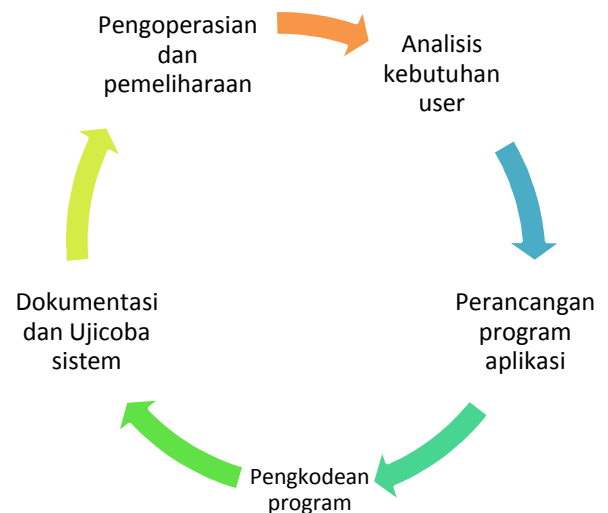 Pengoperasian
dan
pemeliharaan
Analisis
kebutuhan
user
Perancangan
program
aplikasi
Pengkodean
program
Dokumentasi
dan Ujicoba
sistem